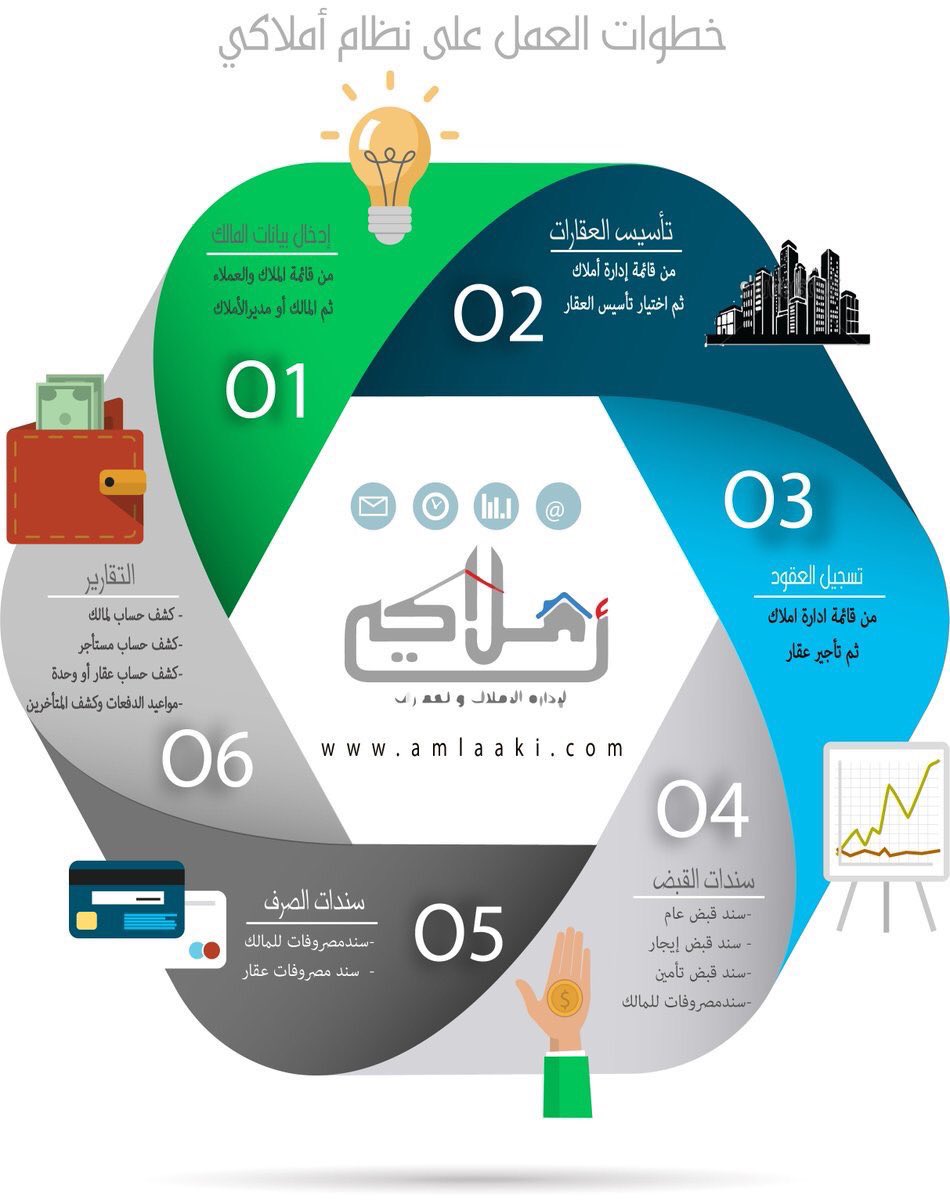 خطوات العمل على نظام أملاكي
إدخال بيانات المالك
من قائمة الملاك والعملاء
ثم المالك أو مديرالأملاك
01
تأسيس العقارات
من قائمة إدارة أملاك
ثم اختيار تأسيس العقار
02
03
تسجيل العقود
من قائمة ادارة املاك
ثم تأجير عقار
04
سندات القبض
-سند قبض عام
- سند قبض إيجار
-سند قبض تأمين
-سندمصروفات للمالك
05
سندات الصرف
-سندمصروفات للمالك
- سند مصروفات عقار
التقارير
- كشف حساب لمالك
-كشف حساب مستأجر
-كشف حساب عقار أو وحدة
-مواعيد الدفعات وكشف المتأخرين
06
@
أملاكي
لإدارة الاملاك و
www.amlaaki.com
$